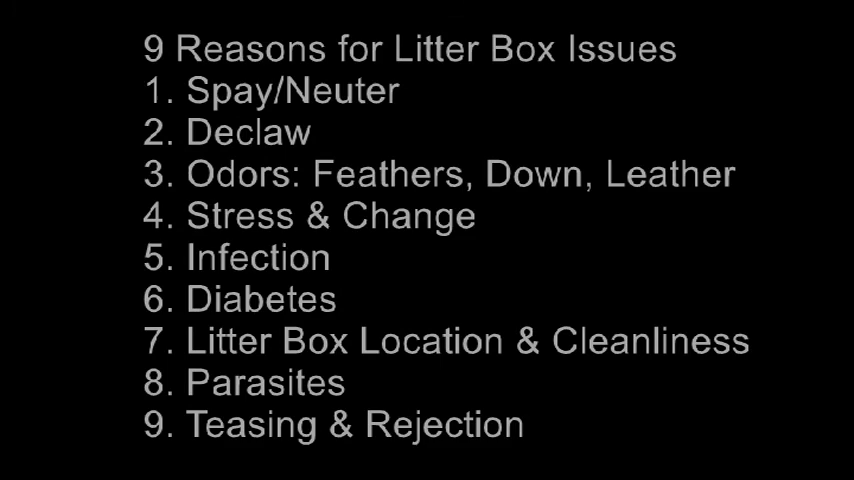 9 Reasons for Litter Box Issues
1. Spay/Neuter
2. Declaw
3. Odors: Feathers, Down, Leather
4. Stress & Change
5. Infection
6. Diabetes
7. Litter Box Location & Cleanliness
8. Parasites
9. Teasing & Rejection